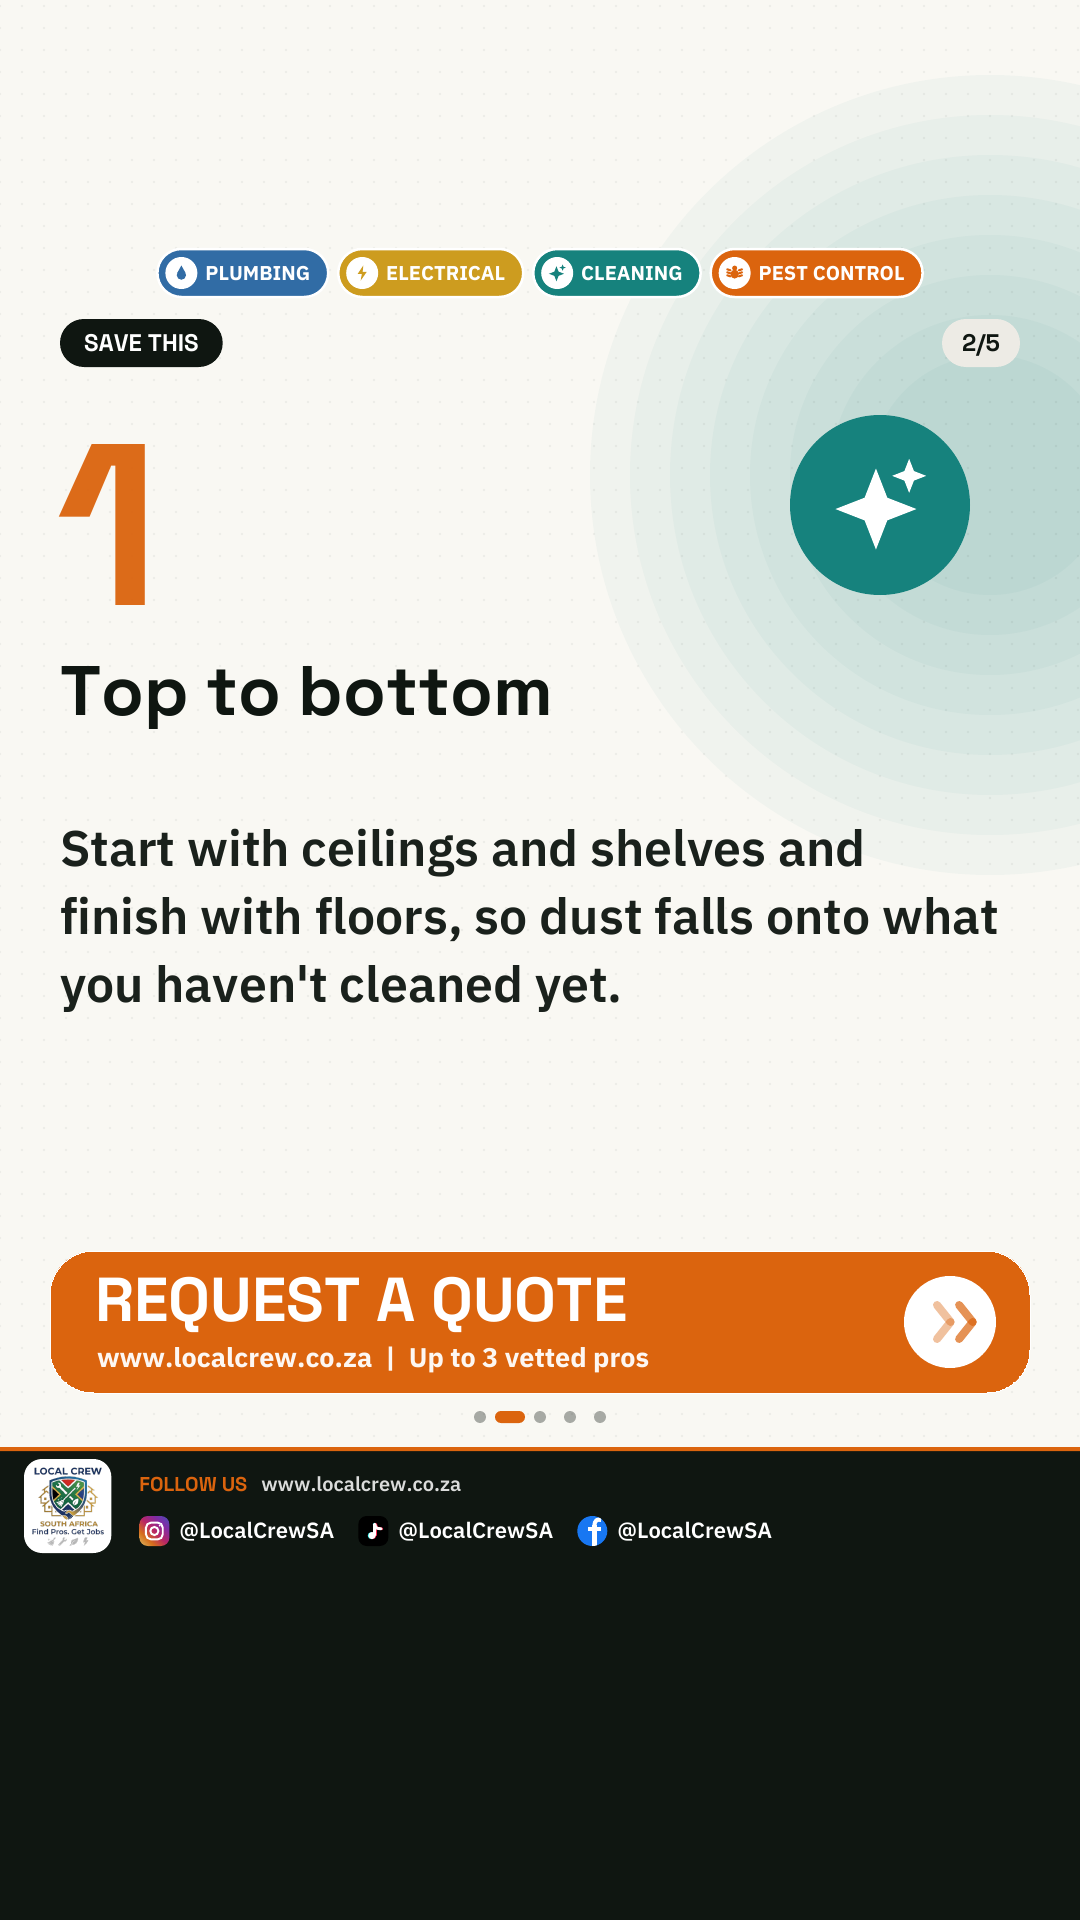 PLUMBING
ELECTRICAL
CLEANING
PEST CONTROL
SAVE THIS
2/5
1
Top to bottom
Start with ceilings and shelves and
finish with floors, so dust falls onto what
you haven't cleaned yet.
REQUEST A QUOTE
www.localcrew.co.za | Up to 3 vetted pros
LOCAL CREW
SOUTH AFRICA
Find Pros. Get Jobs
FOLLOW US www.localcrew.co.za
@LocalCrewSA @LocalCrewSA @LocalCrewSA